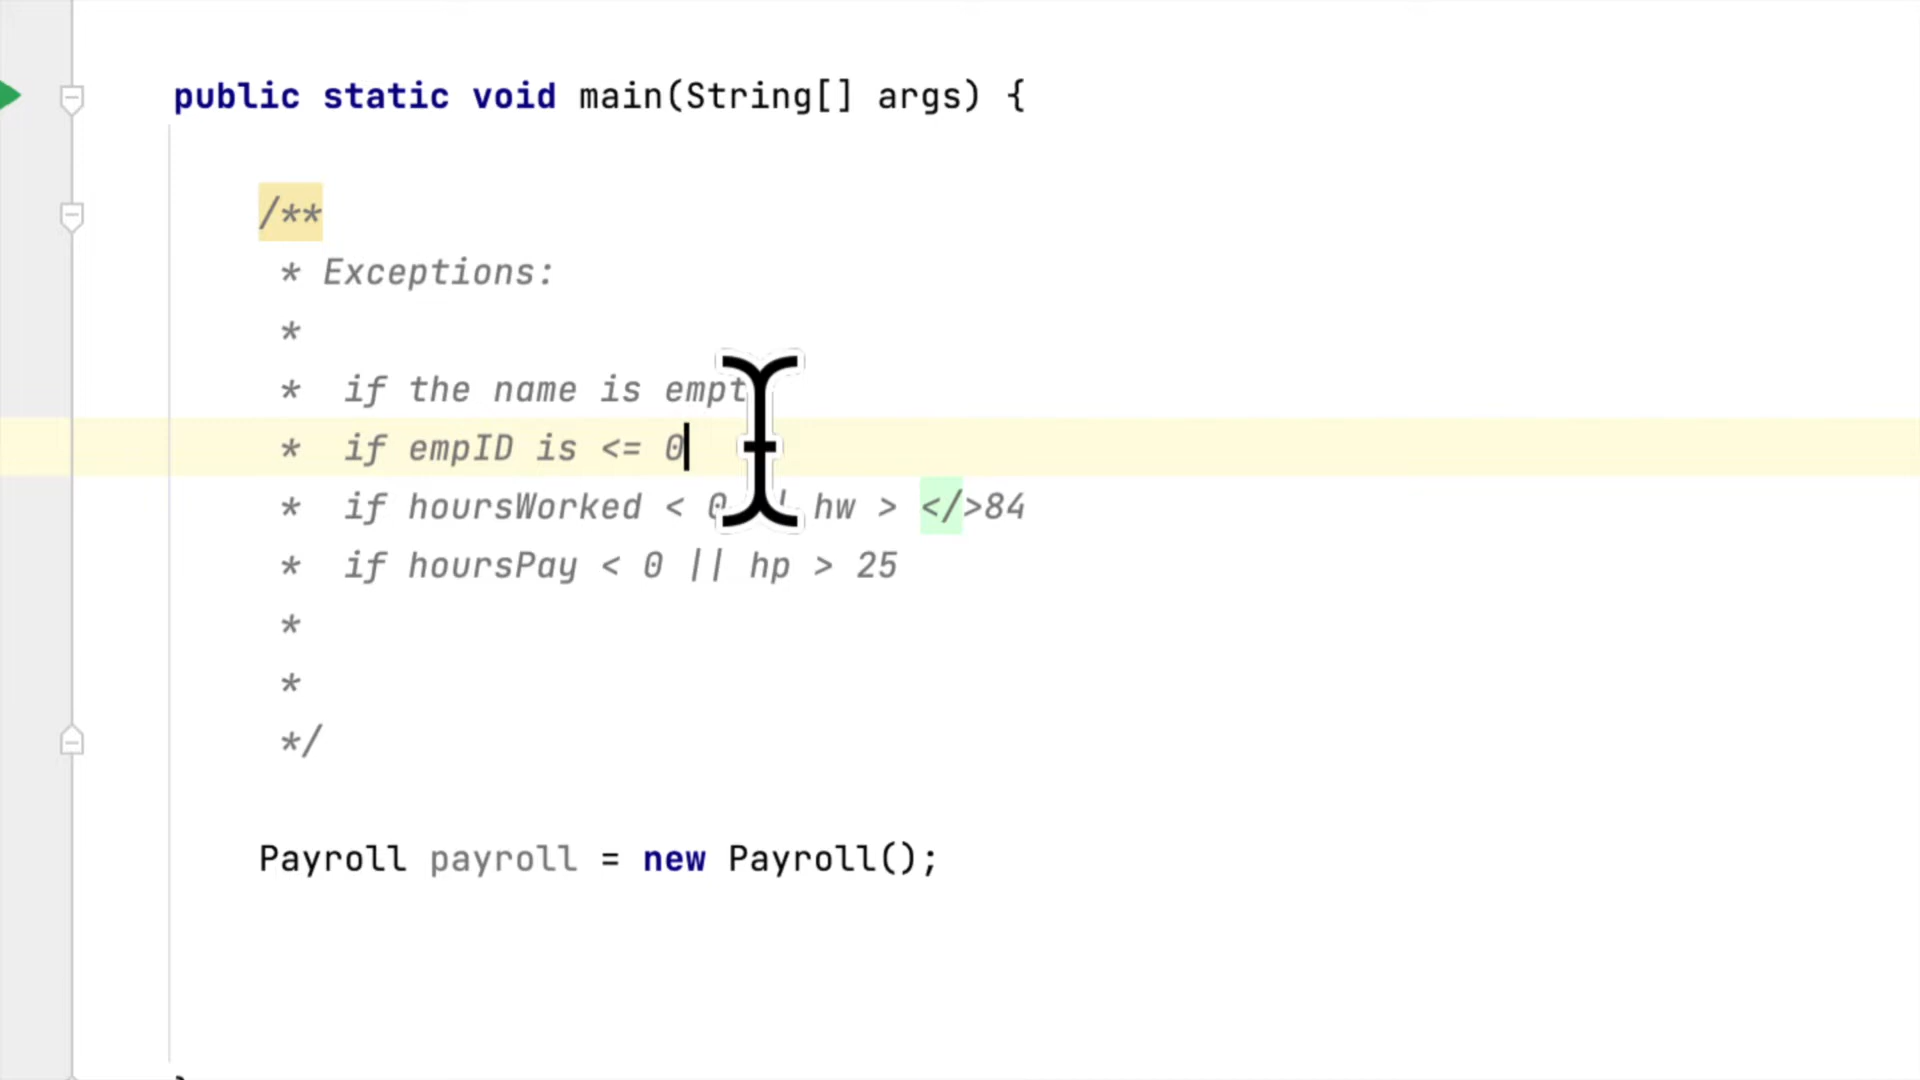 public static void main(String[] args) {
/**
* Exceptions:
*
* if the name is empt
* if empID is <= 0
* if hoursWorked < 0 | hw > </>84
* if hoursPay < 0 || hp > 25
*
*
*/
Payroll payroll = new Payroll();